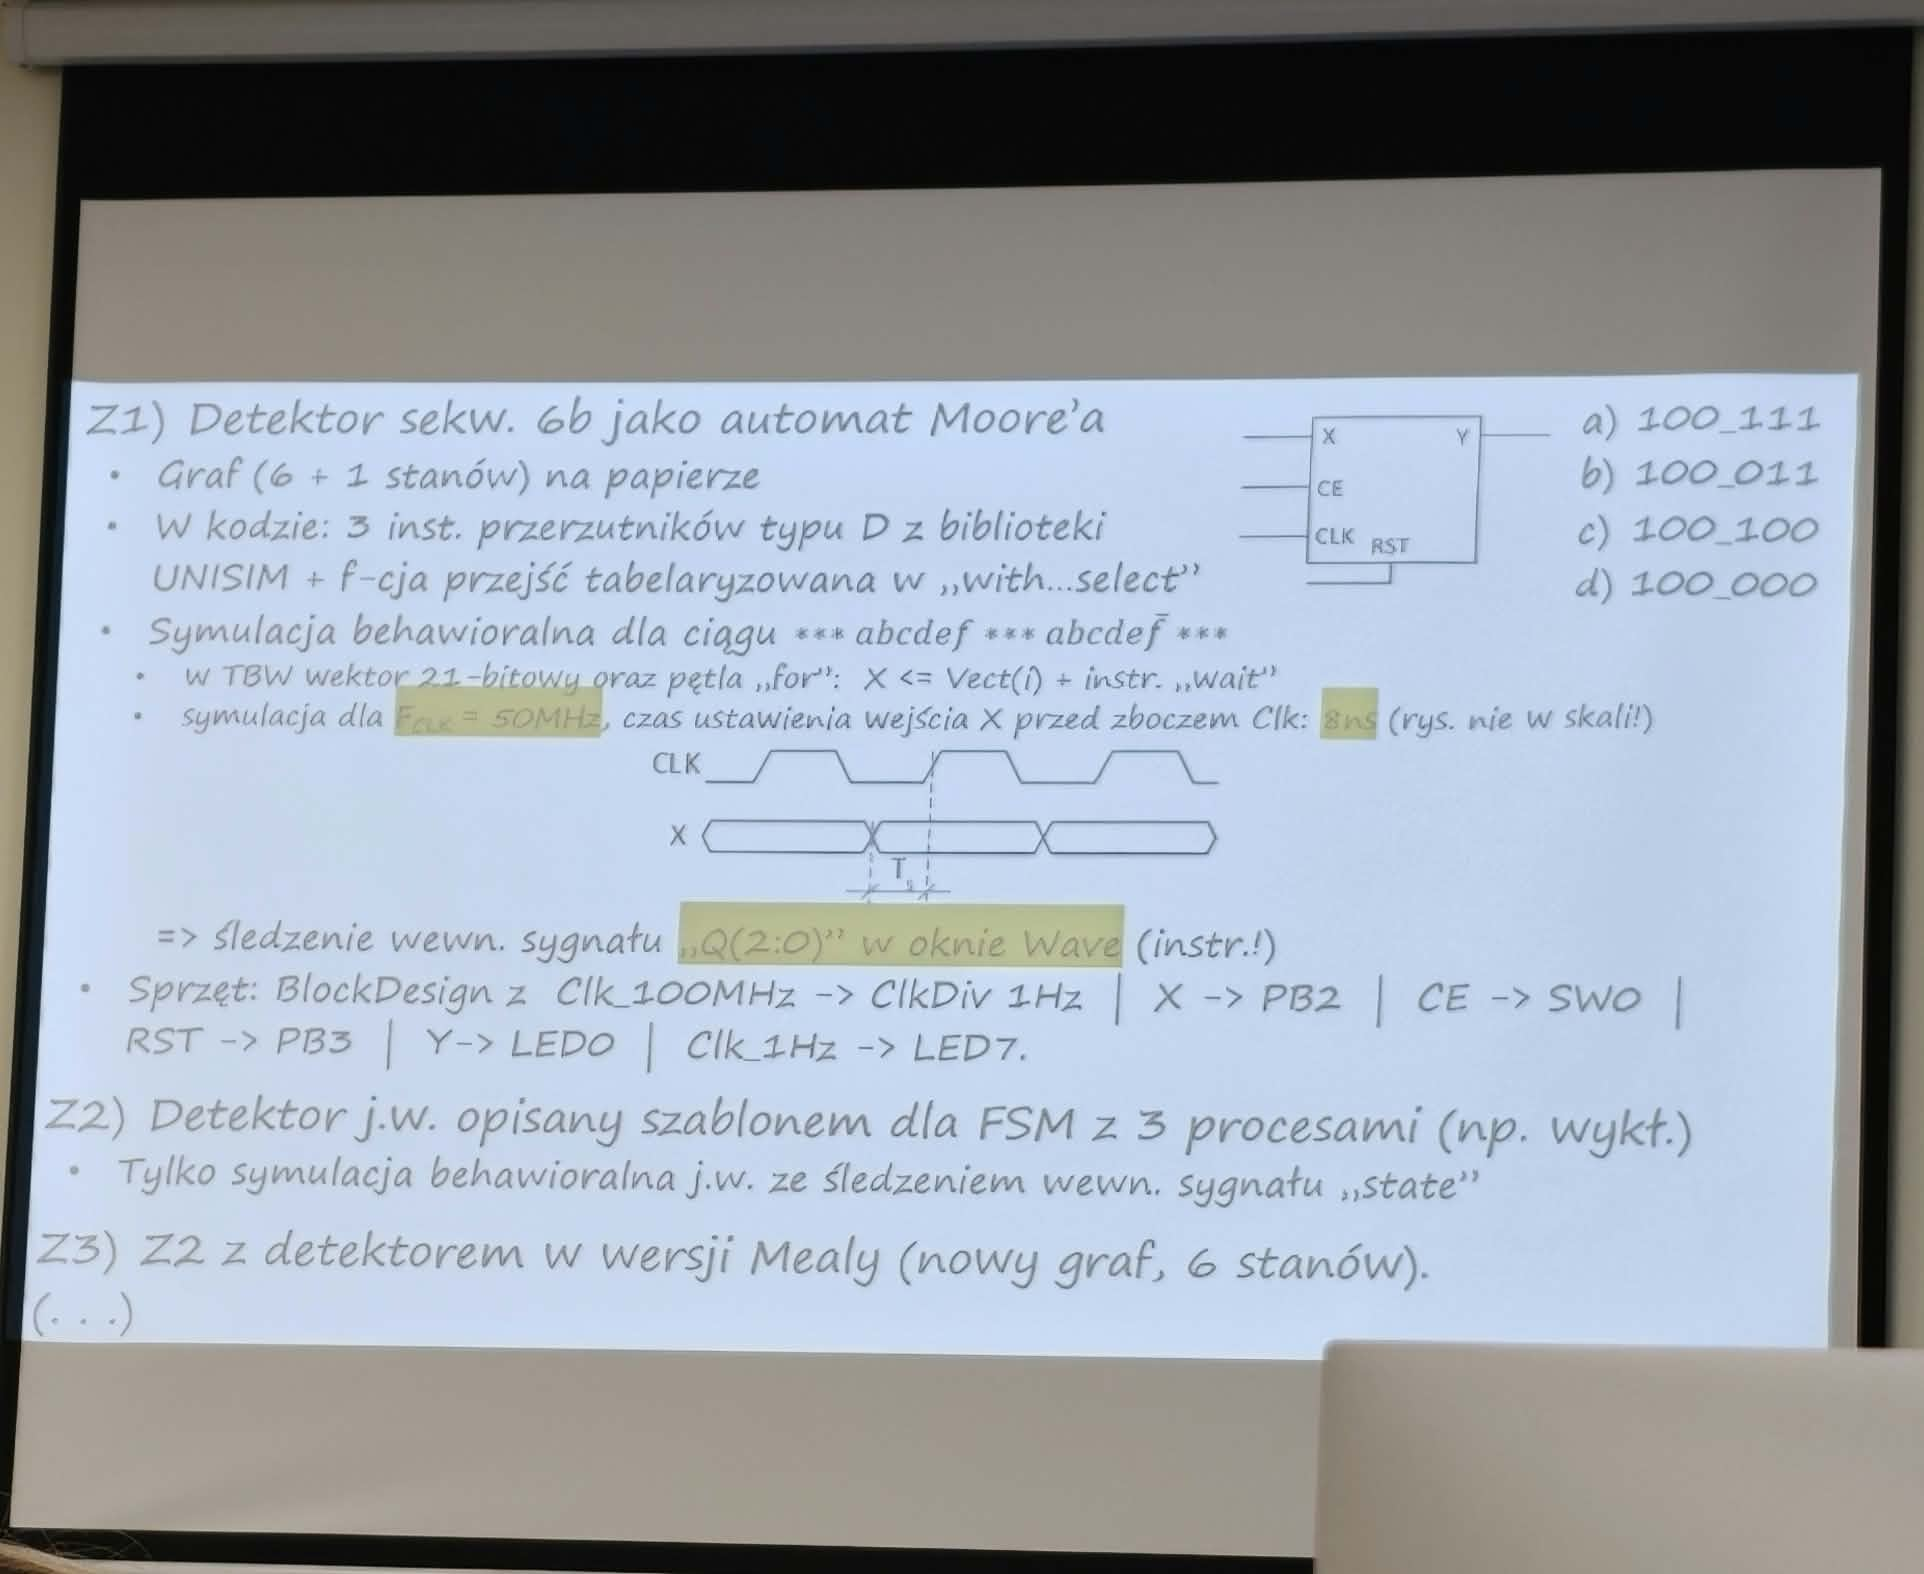 Z1) Detektor sekw. 6b jako automat Moore'a
• Graf (6 + 1 stanów) na papierze
• W kodzie: 3 inst. przerzutników typu D z biblioteki
UNISIM + f-cja przejść tabelaryzowana w „with...select”
X Y
CE
CLK RST
a) 100_111
b) 100_011
c) 100_100
d) 100_000
• Symulacja behawioralna dla ciągu *** abcdef *** abcdef̄ ***
• w TBW wektor 21-bitowy oraz pętla „for”: X <= Vect(i) + instr. „wait”
• symulacja dla F_CLK = 50MHz, czas ustawienia wejścia X przed zboczem Clk: 8ns (rys. nie w skali!)
CLK
X
T_s
=> śledzenie wewn. sygnału „Q(2:0)” w oknie Wave (instr.!)
• Sprzęt: BlockDesign z Clk_100MHz -> ClkDiv 1Hz | X -> PB2 | CE -> SW0 |
RST -> PB3 | Y-> LED0 | Clk_1Hz -> LED7.
Z2) Detektor j.w. opisany szablonem dla FSM z 3 procesami (np. wykł.)
• Tylko symulacja behawioralna j.w. ze śledzeniem wewn. sygnału „state”
Z3) Z2 z detektorem w wersji Mealy (nowy graf, 6 stanów).
(. . .)